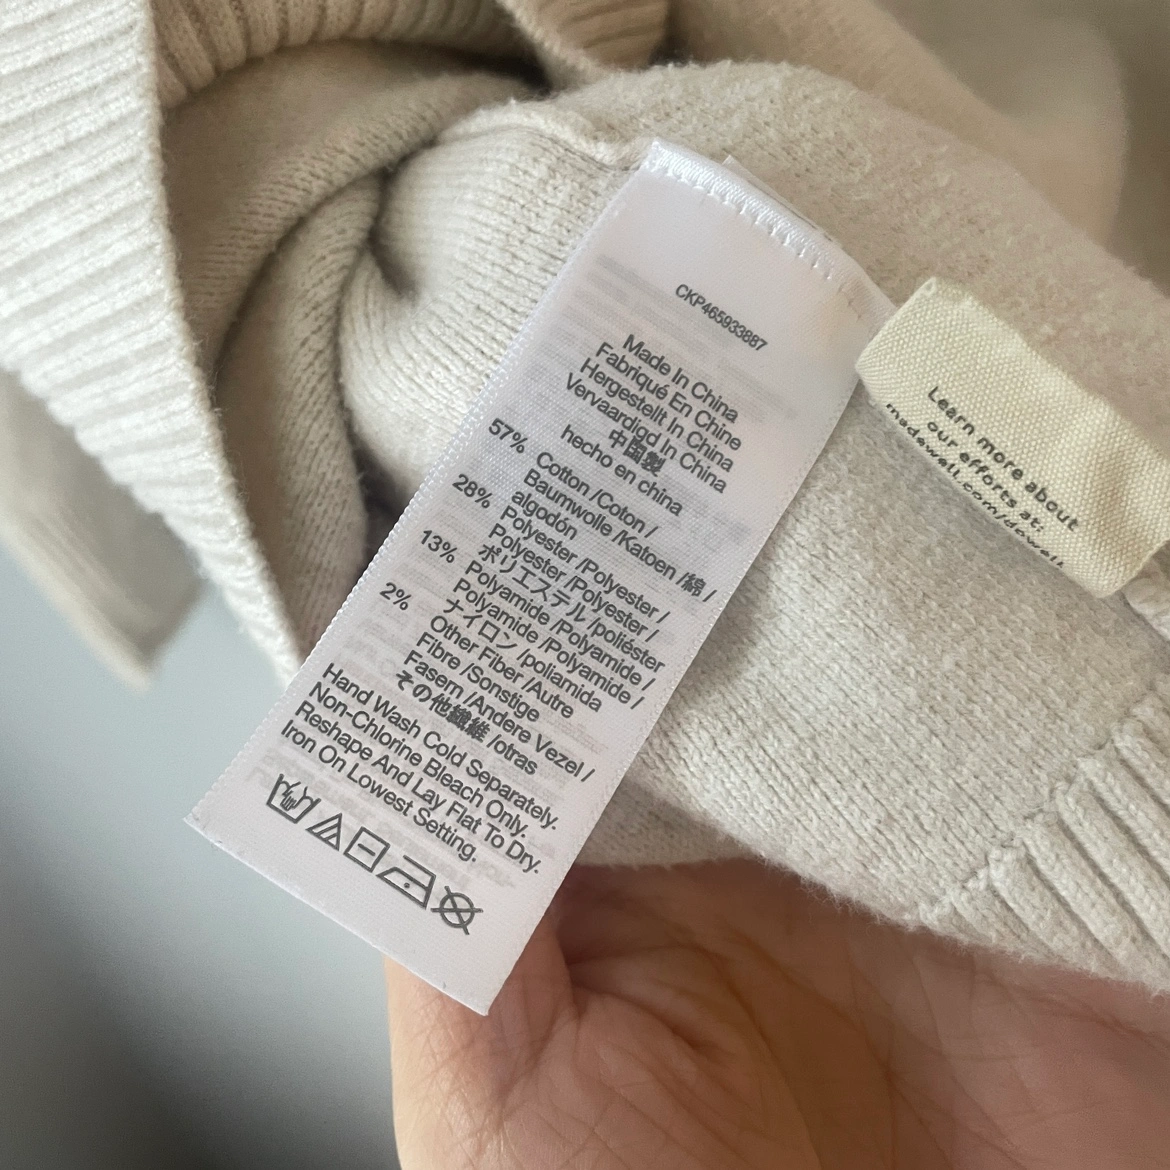 CKP465933887
Made In China
Fabriqué En Chine
Hergestellt In China
Vervaardigd In China
中国製
hecho en china
57% Cotton /Coton /
Baumwolle /Katoen /綿 /
algodón
28% Polyester /Polyester /
Polyester /Polyester /
ポリエステル /poliéster
13% Polyamide /Polyamide /
Polyamide /Polyamide /
ナイロン /poliamida
2% Other Fiber /Autre
Fibre /Sonstige
Fasern /Andere Vezel /
その他繊維 /otras
Hand Wash Cold Separately.
Non-Chlorine Bleach Only.
Reshape And Lay Flat To Dry.
Iron On Lowest Setting.
Learn more about
our efforts at:
madewell.com/dowell